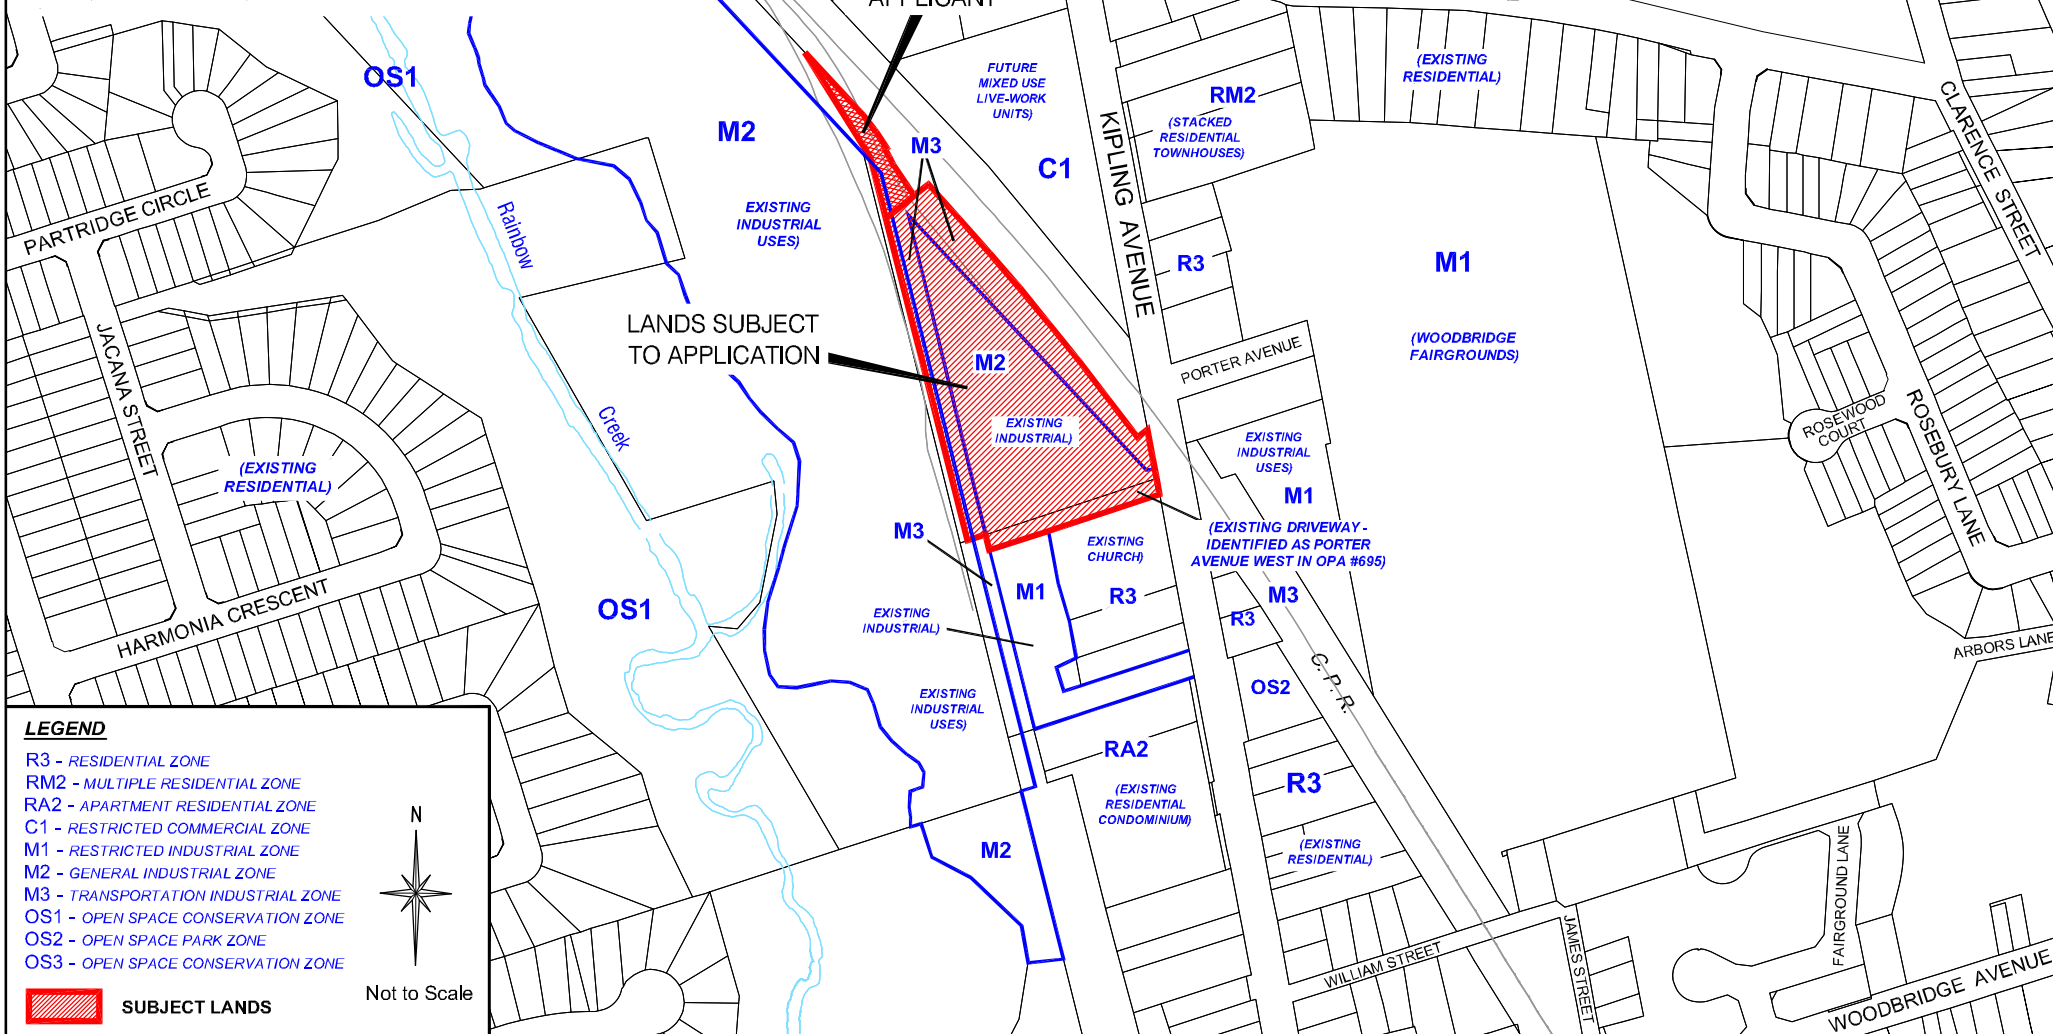 APPLICANT
OS1
M2
EXISTING
INDUSTRIAL
USES)
FUTURE
MIXED USE
LIVE-WORK
UNITS)
C1
M3
RM2
(STACKED
RESIDENTIAL
TOWNHOUSES)
(EXISTING
RESIDENTIAL)
CLARENCE STREET
KIPLING AVENUE
R3
M1
(WOODBRIDGE
FAIRGROUNDS)
PARTRIDGE CIRCLE
Rainbow
Creek
JACANA STREET
LANDS SUBJECT
TO APPLICATION
M2
EXISTING
INDUSTRIAL)
PORTER AVENUE
EXISTING
INDUSTRIAL
USES)
M1
ROSEWOOD
COURT
ROSEBURY LANE
(EXISTING
RESIDENTIAL)
M3
EXISTING
CHURCH)
(EXISTING DRIVEWAY -
IDENTIFIED AS PORTER
AVENUE WEST IN OPA #695)
M1
R3
M3
R3
OS1
EXISTING
INDUSTRIAL)
HARMONIA CRESCENT
ARBORS LANE
C. P. R.
OS2
EXISTING
INDUSTRIAL
USES)
RA2
(EXISTING
RESIDENTIAL
CONDOMINIUM)
R3
(EXISTING
RESIDENTIAL)
M2
FAIRGROUND LANE
WILLIAM STREET
JAMES STREET
WOODBRIDGE AVENUE
LEGEND
R3 - RESIDENTIAL ZONE
RM2 - MULTIPLE RESIDENTIAL ZONE
RA2 - APARTMENT RESIDENTIAL ZONE
C1 - RESTRICTED COMMERCIAL ZONE
M1 - RESTRICTED INDUSTRIAL ZONE
M2 - GENERAL INDUSTRIAL ZONE
M3 - TRANSPORTATION INDUSTRIAL ZONE
OS1 - OPEN SPACE CONSERVATION ZONE
OS2 - OPEN SPACE PARK ZONE
OS3 - OPEN SPACE CONSERVATION ZONE
N
Not to Scale
SUBJECT LANDS